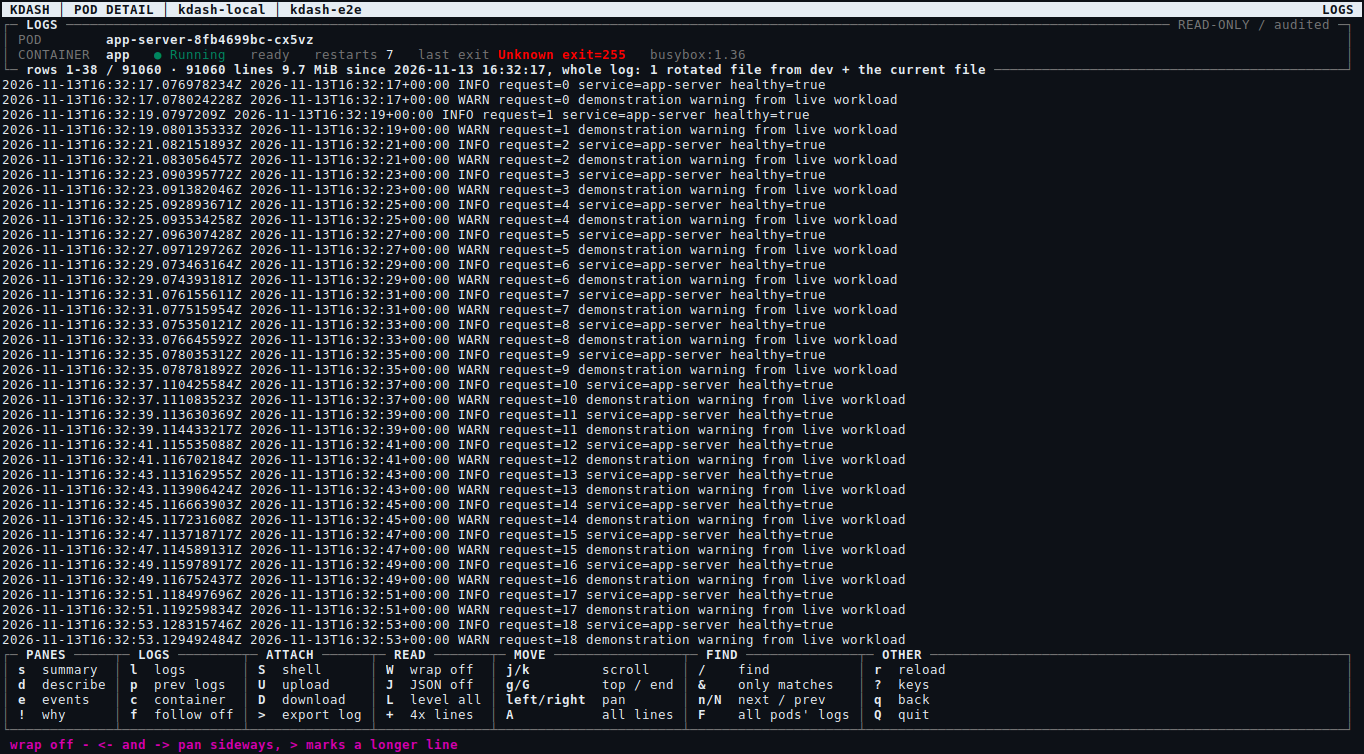 KDASH │ POD DETAIL │ kdash-local │ kdash-e2e LOGS
LOGS READ-ONLY / audited
POD app-server-8fb4699bc-cx5vz
CONTAINER app ● Running ready restarts 7 last exit Unknown exit=255 busybox:1.36
rows 1-38 / 91060 · 91060 lines 9.7 MiB since 2026-11-13 16:32:17, whole log: 1 rotated file from dev + the current file
2026-11-13T16:32:17.076978234Z 2026-11-13T16:32:17+00:00 INFO request=0 service=app-server healthy=true
2026-11-13T16:32:17.078024228Z 2026-11-13T16:32:17+00:00 WARN request=0 demonstration warning from live workload
2026-11-13T16:32:19.0797209Z 2026-11-13T16:32:19+00:00 INFO request=1 service=app-server healthy=true
2026-11-13T16:32:19.080135333Z 2026-11-13T16:32:19+00:00 WARN request=1 demonstration warning from live workload
2026-11-13T16:32:21.082151893Z 2026-11-13T16:32:21+00:00 INFO request=2 service=app-server healthy=true
2026-11-13T16:32:21.083056457Z 2026-11-13T16:32:21+00:00 WARN request=2 demonstration warning from live workload
2026-11-13T16:32:23.090395772Z 2026-11-13T16:32:23+00:00 INFO request=3 service=app-server healthy=true
2026-11-13T16:32:23.091382046Z 2026-11-13T16:32:23+00:00 WARN request=3 demonstration warning from live workload
2026-11-13T16:32:25.092893671Z 2026-11-13T16:32:25+00:00 INFO request=4 service=app-server healthy=true
2026-11-13T16:32:25.093534258Z 2026-11-13T16:32:25+00:00 WARN request=4 demonstration warning from live workload
2026-11-13T16:32:27.096307428Z 2026-11-13T16:32:27+00:00 INFO request=5 service=app-server healthy=true
2026-11-13T16:32:27.097129726Z 2026-11-13T16:32:27+00:00 WARN request=5 demonstration warning from live workload
2026-11-13T16:32:29.073463164Z 2026-11-13T16:32:29+00:00 INFO request=6 service=app-server healthy=true
2026-11-13T16:32:29.074393181Z 2026-11-13T16:32:29+00:00 WARN request=6 demonstration warning from live workload
2026-11-13T16:32:31.076155611Z 2026-11-13T16:32:31+00:00 INFO request=7 service=app-server healthy=true
2026-11-13T16:32:31.077515954Z 2026-11-13T16:32:31+00:00 WARN request=7 demonstration warning from live workload
2026-11-13T16:32:33.075350121Z 2026-11-13T16:32:33+00:00 INFO request=8 service=app-server healthy=true
2026-11-13T16:32:33.076645592Z 2026-11-13T16:32:33+00:00 WARN request=8 demonstration warning from live workload
2026-11-13T16:32:35.078035312Z 2026-11-13T16:32:35+00:00 INFO request=9 service=app-server healthy=true
2026-11-13T16:32:35.078781892Z 2026-11-13T16:32:35+00:00 WARN request=9 demonstration warning from live workload
2026-11-13T16:32:37.110425584Z 2026-11-13T16:32:37+00:00 INFO request=10 service=app-server healthy=true
2026-11-13T16:32:37.111083523Z 2026-11-13T16:32:37+00:00 WARN request=10 demonstration warning from live workload
2026-11-13T16:32:39.113630369Z 2026-11-13T16:32:39+00:00 INFO request=11 service=app-server healthy=true
2026-11-13T16:32:39.114433217Z 2026-11-13T16:32:39+00:00 WARN request=11 demonstration warning from live workload
2026-11-13T16:32:41.115535088Z 2026-11-13T16:32:41+00:00 INFO request=12 service=app-server healthy=true
2026-11-13T16:32:41.116702184Z 2026-11-13T16:32:41+00:00 WARN request=12 demonstration warning from live workload
2026-11-13T16:32:43.113162955Z 2026-11-13T16:32:43+00:00 INFO request=13 service=app-server healthy=true
2026-11-13T16:32:43.113906424Z 2026-11-13T16:32:43+00:00 WARN request=13 demonstration warning from live workload
2026-11-13T16:32:45.116663903Z 2026-11-13T16:32:45+00:00 INFO request=14 service=app-server healthy=true
2026-11-13T16:32:45.117231608Z 2026-11-13T16:32:45+00:00 WARN request=14 demonstration warning from live workload
2026-11-13T16:32:47.113718717Z 2026-11-13T16:32:47+00:00 INFO request=15 service=app-server healthy=true
2026-11-13T16:32:47.114589131Z 2026-11-13T16:32:47+00:00 WARN request=15 demonstration warning from live workload
2026-11-13T16:32:49.115978917Z 2026-11-13T16:32:49+00:00 INFO request=16 service=app-server healthy=true
2026-11-13T16:32:49.116752437Z 2026-11-13T16:32:49+00:00 WARN request=16 demonstration warning from live workload
2026-11-13T16:32:51.118497696Z 2026-11-13T16:32:51+00:00 INFO request=17 service=app-server healthy=true
2026-11-13T16:32:51.119259834Z 2026-11-13T16:32:51+00:00 WARN request=17 demonstration warning from live workload
2026-11-13T16:32:53.128315746Z 2026-11-13T16:32:53+00:00 INFO request=18 service=app-server healthy=true
2026-11-13T16:32:53.129492484Z 2026-11-13T16:32:53+00:00 WARN request=18 demonstration warning from live workload
PANES LOGS ATTACH READ MOVE FIND OTHER
s summary │ l logs │ S shell │ W wrap off │ j/k scroll │ / find │ r reload
d describe │ p prev logs │ U upload │ J JSON off │ g/G top / end │ & only matches │ ? keys
e events │ c container │ D download │ L level all │ left/right pan │ n/N next / prev │ q back
! why │ f follow off │ > export log │ + 4x lines │ A all lines │ F all pods' logs │ Q quit
wrap off - <- and -> pan sideways, > marks a longer line